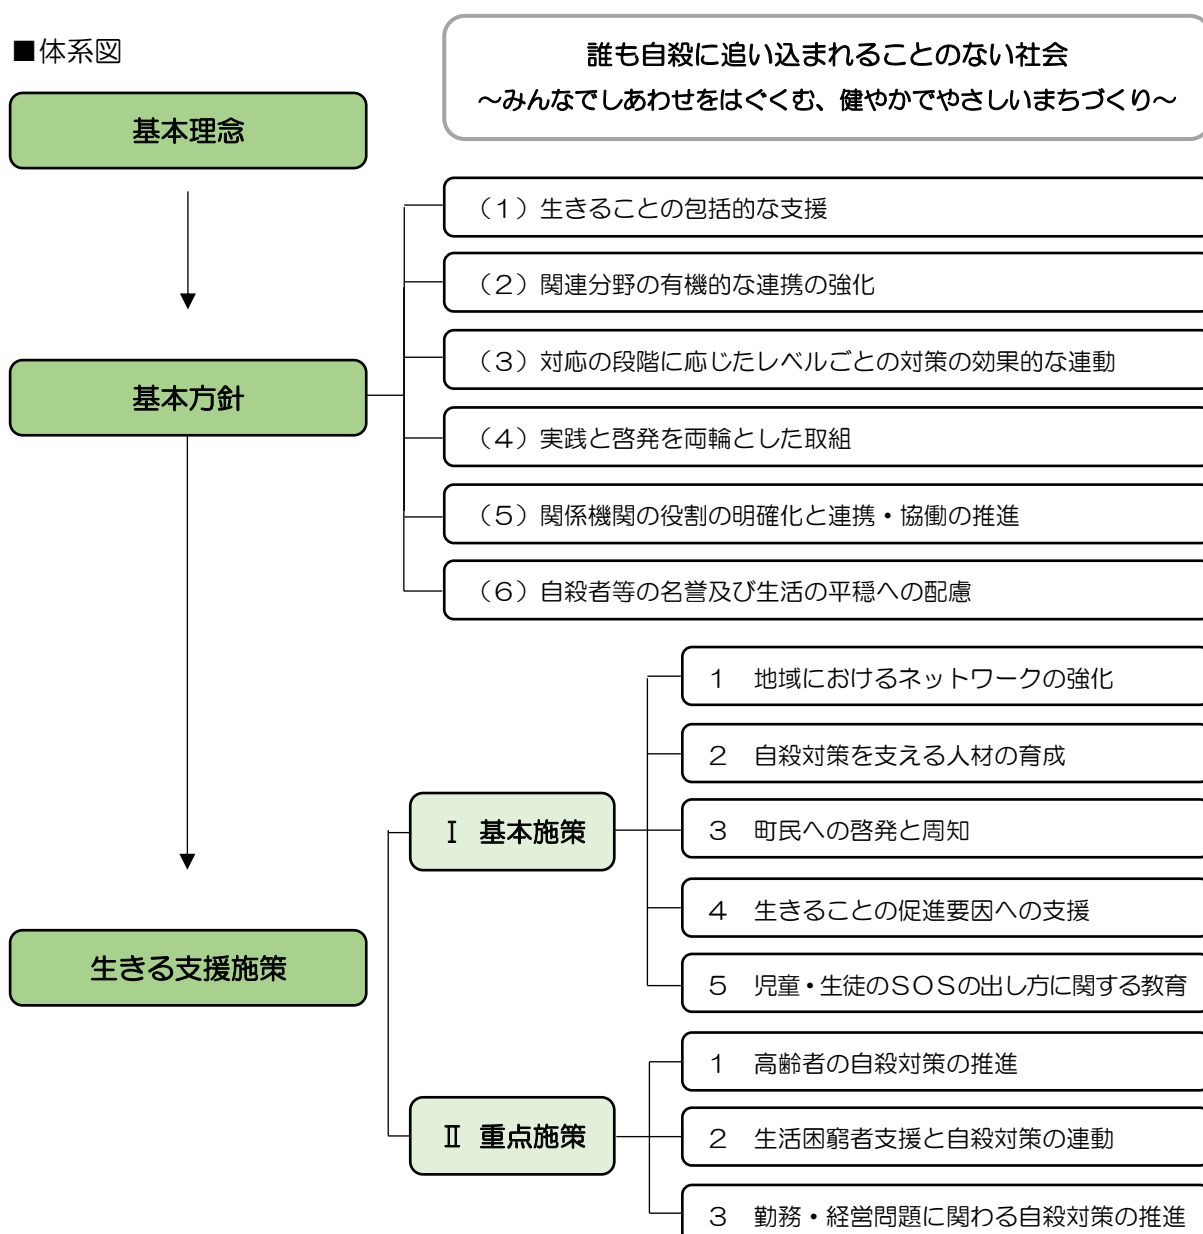 ■体系図
誰も自殺に追い込まれることのない社会
～みんなでしあわせをはぐくむ、健やかでやさしいまちづくり～
基本理念
基本方針
（１）生きることの包括的な支援
（２）関連分野の有機的な連携の強化
（３）対応の段階に応じたレベルごとの対策の効果的な連動
（４）実践と啓発を両輪とした取組
（５）関係機関の役割の明確化と連携・協働の推進
（６）自殺者等の名誉及び生活の平穏への配慮
生きる支援施策
Ⅰ 基本施策
１　地域におけるネットワークの強化
２　自殺対策を支える人材の育成
３　町民への啓発と周知
４　生きることの促進要因への支援
５　児童・生徒のＳＯＳの出し方に関する教育
Ⅱ 重点施策
１　高齢者の自殺対策の推進
２　生活困窮者支援と自殺対策の連動
３　勤務・経営問題に関わる自殺対策の推進